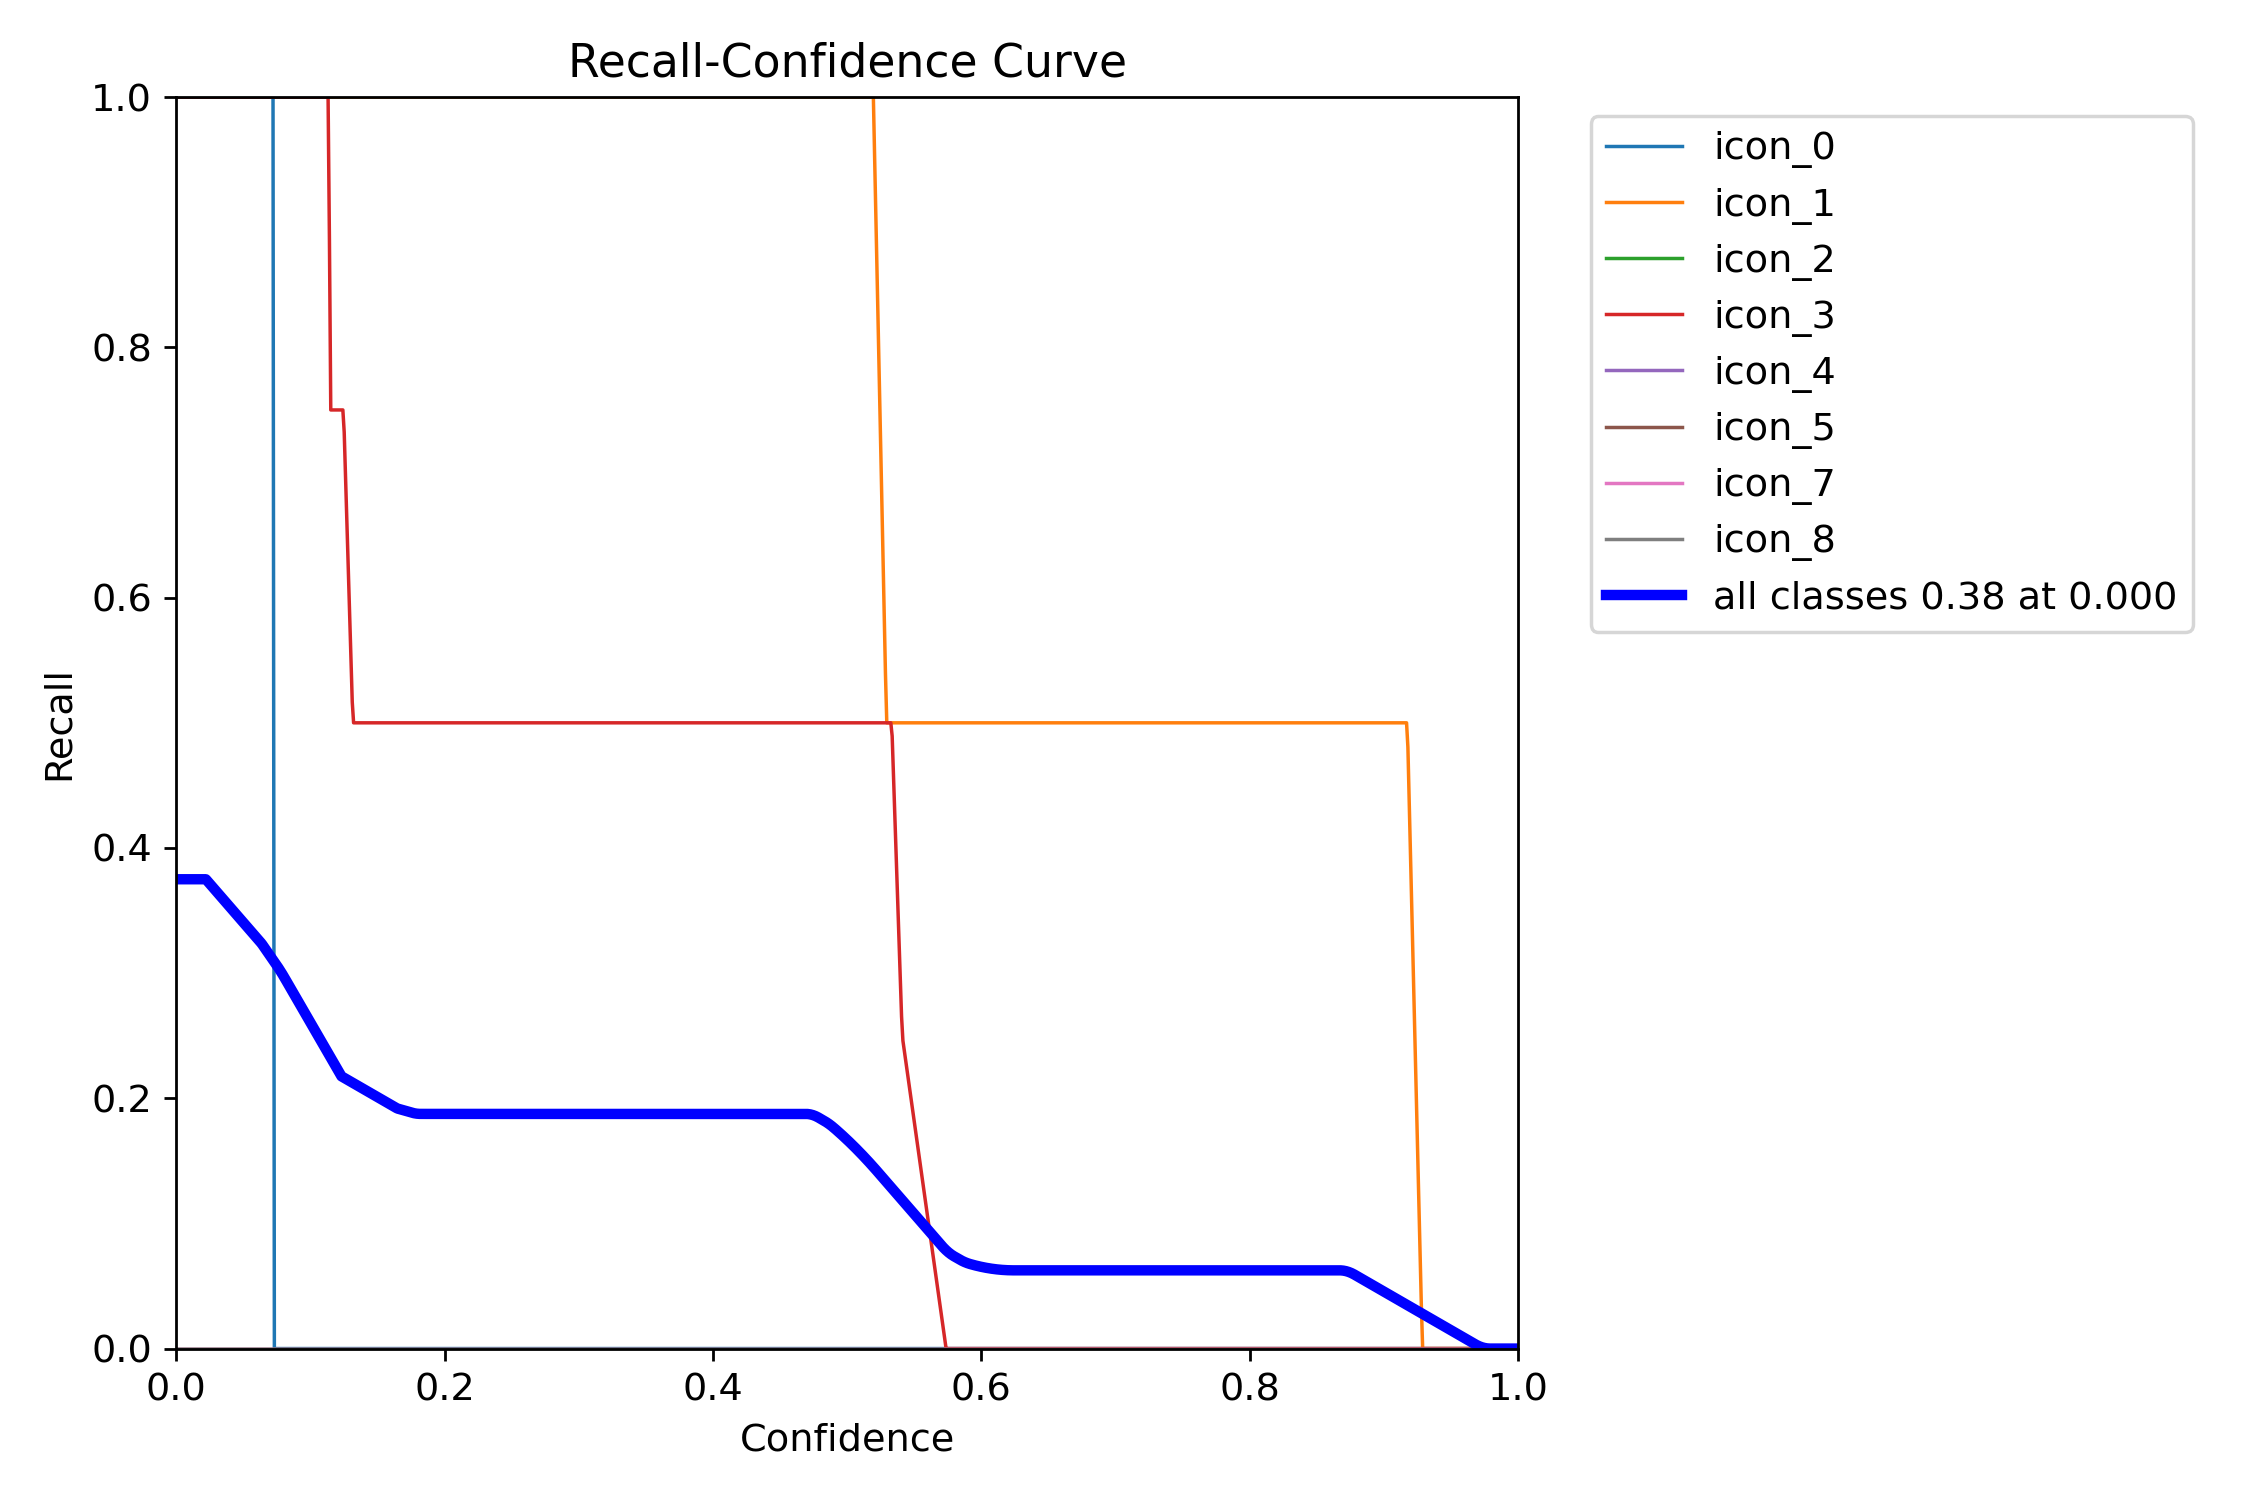 Recall-Confidence Curve
1.0
0.8
0.6
0.4
0.2
0.0
Recall
0.0 0.2 0.4 0.6 0.8 1.0
Confidence
icon_0
icon_1
icon_2
icon_3
icon_4
icon_5
icon_7
icon_8
all classes 0.38 at 0.000